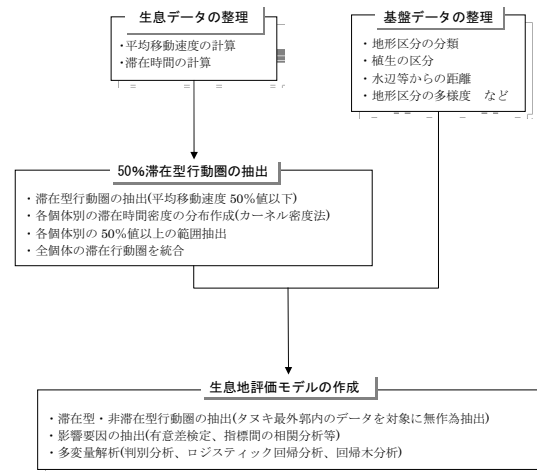 生息データの整理
・平均移動速度の計算
・滞在時間の計算
基盤データの整理
・地形区分の分類
・植生の区分
・水辺等からの距離
・地形区分の多様度 など
50%滞在型行動圏の抽出
・滞在型行動圏の抽出(平均移動速度 50%値以下)
・各個体別の滞在時間密度の分布作成(カーネル密度法)
・各個体別の 50%値以上の範囲抽出
・全個体の滞在行動圏を統合
生息地評価モデルの作成
・滞在型・非滞在型行動圏の抽出(タヌキ最外郭内のデータを対象に無作為抽出)
・影響要因の抽出(有意差検定、指標間の相関分析等)
・多変量解析(判別分析、ロジスティック回帰分析、回帰木分析)